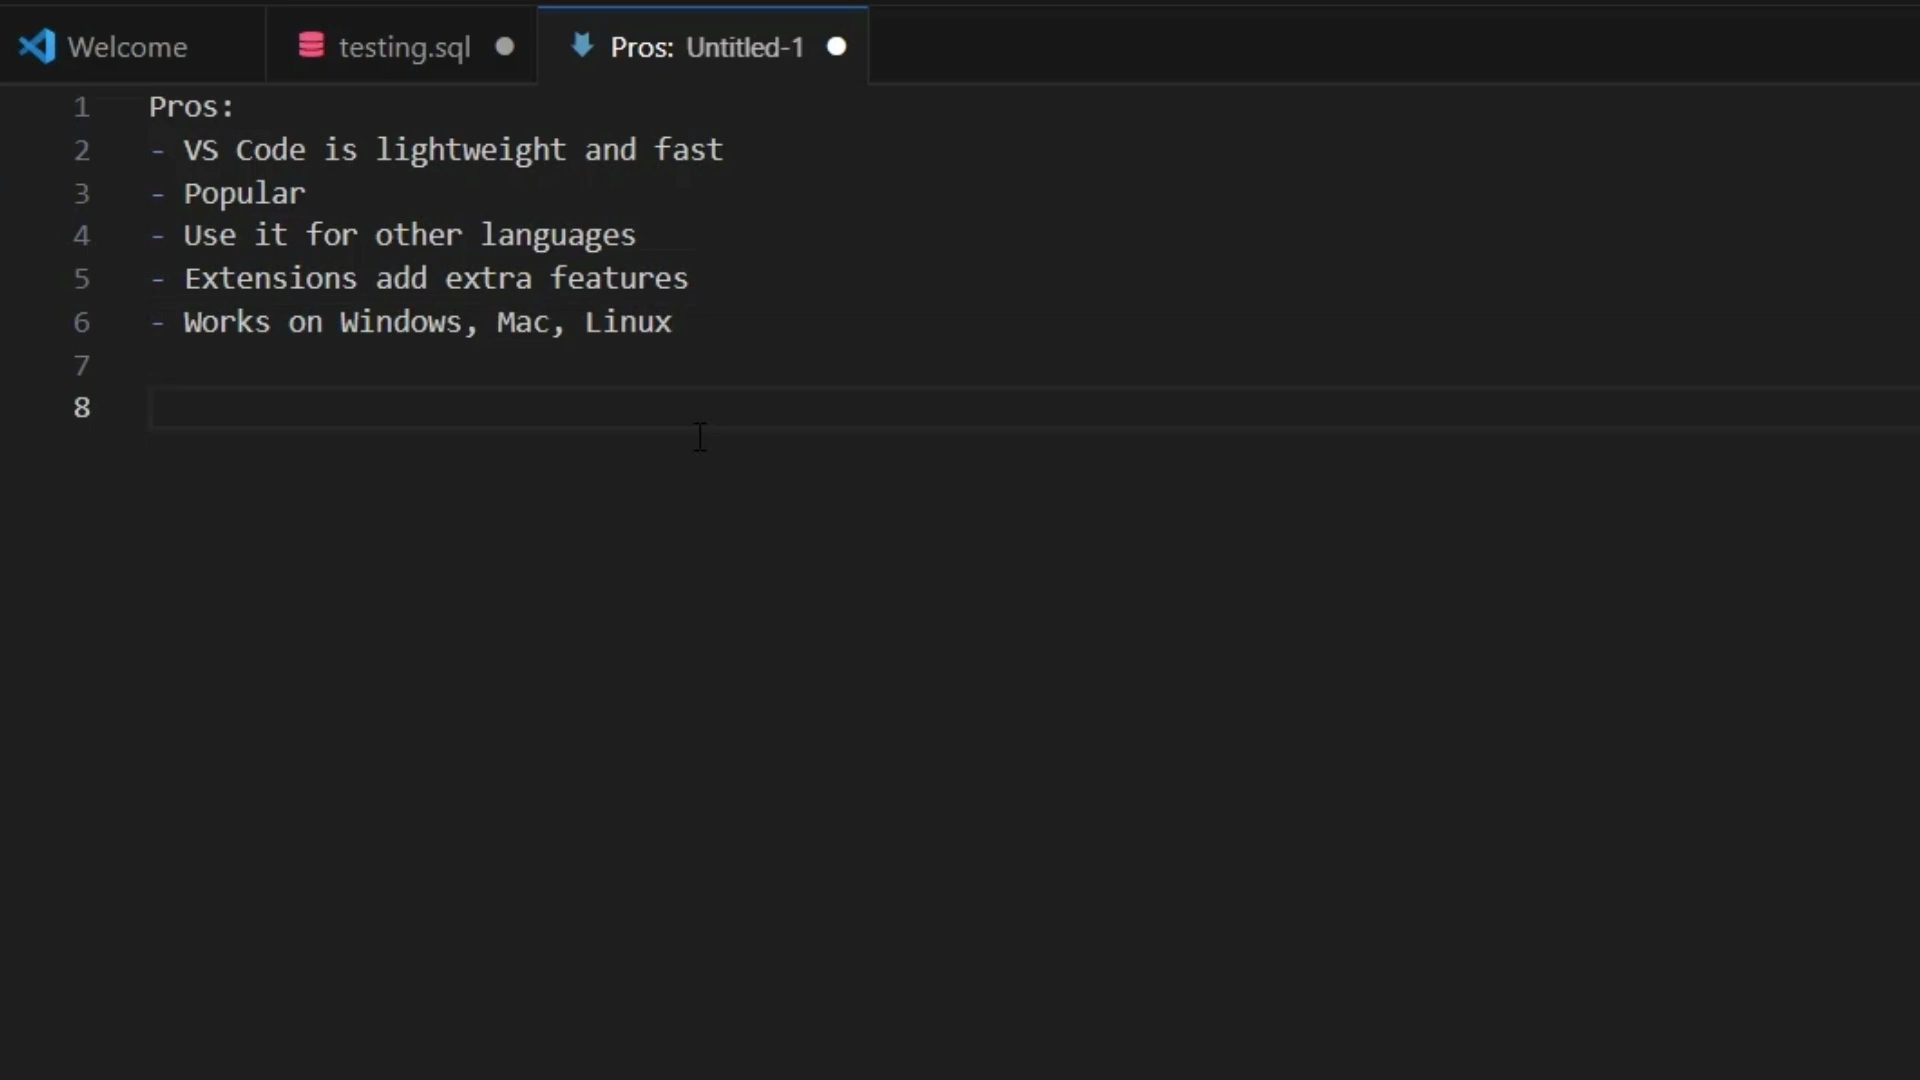 Welcome testing.sql Pros: Untitled-1
1 Pros:
2 - VS Code is lightweight and fast
3 - Popular
4 - Use it for other languages
5 - Extensions add extra features
6 - Works on Windows, Mac, Linux
7
8